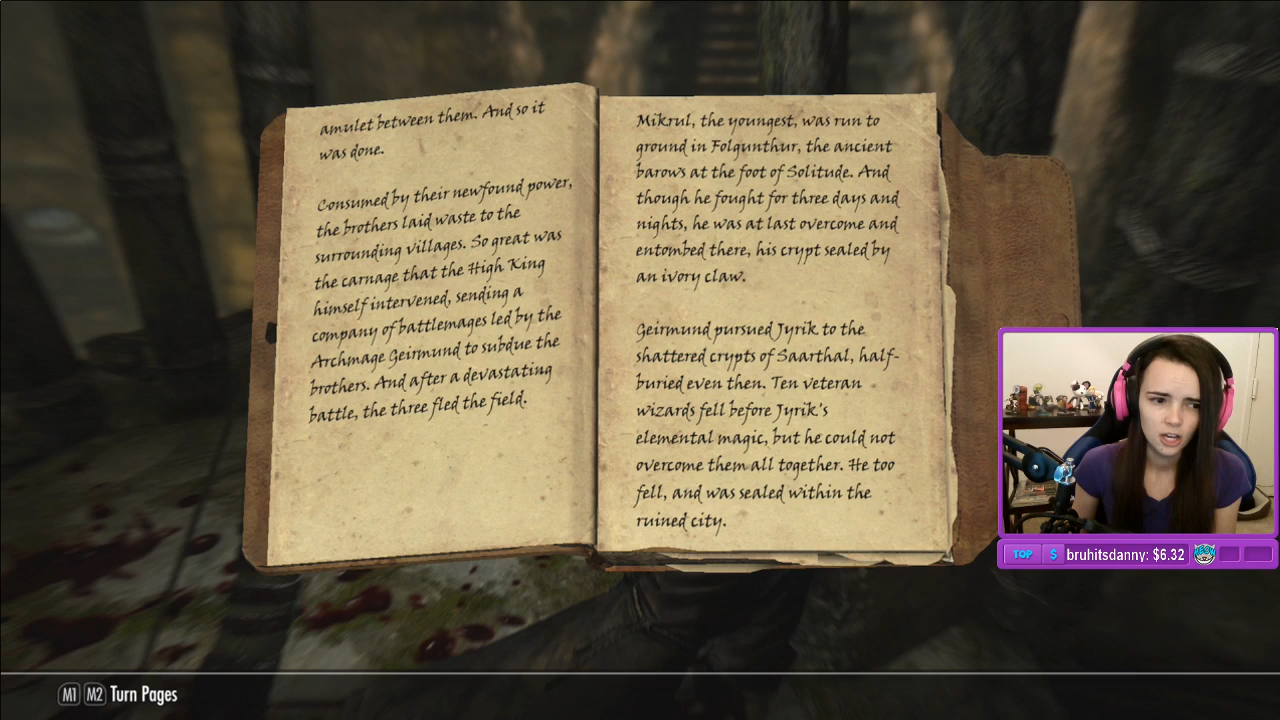 amulet between them. And so it
was done.
Consumed by their newfound power,
the brothers laid waste to the
surrounding villages. So great was
the carnage that the High King
himself intervened, sending a
company of battlemages led by the
Archmage Geirmund to subdue the
brothers. And after a devastating
battle, the three fled the field.
Mikrul, the youngest, was run to
ground in Folgunthur, the ancient
barows at the foot of Solitude. And
though he fought for three days and
nights, he was at last overcome and
entombed there, his crypt sealed by
an ivory claw.
Geirmund pursued Jyrik to the
shattered crypts of Saarthal, half-
buried even then. Ten veteran
wizards fell before Jyrik's
elemental magic, but he could not
overcome them all together. He too
fell, and was sealed within the
ruined city.
TOP $ bruhitsdanny: $6.32
M1 M2 Turn Pages